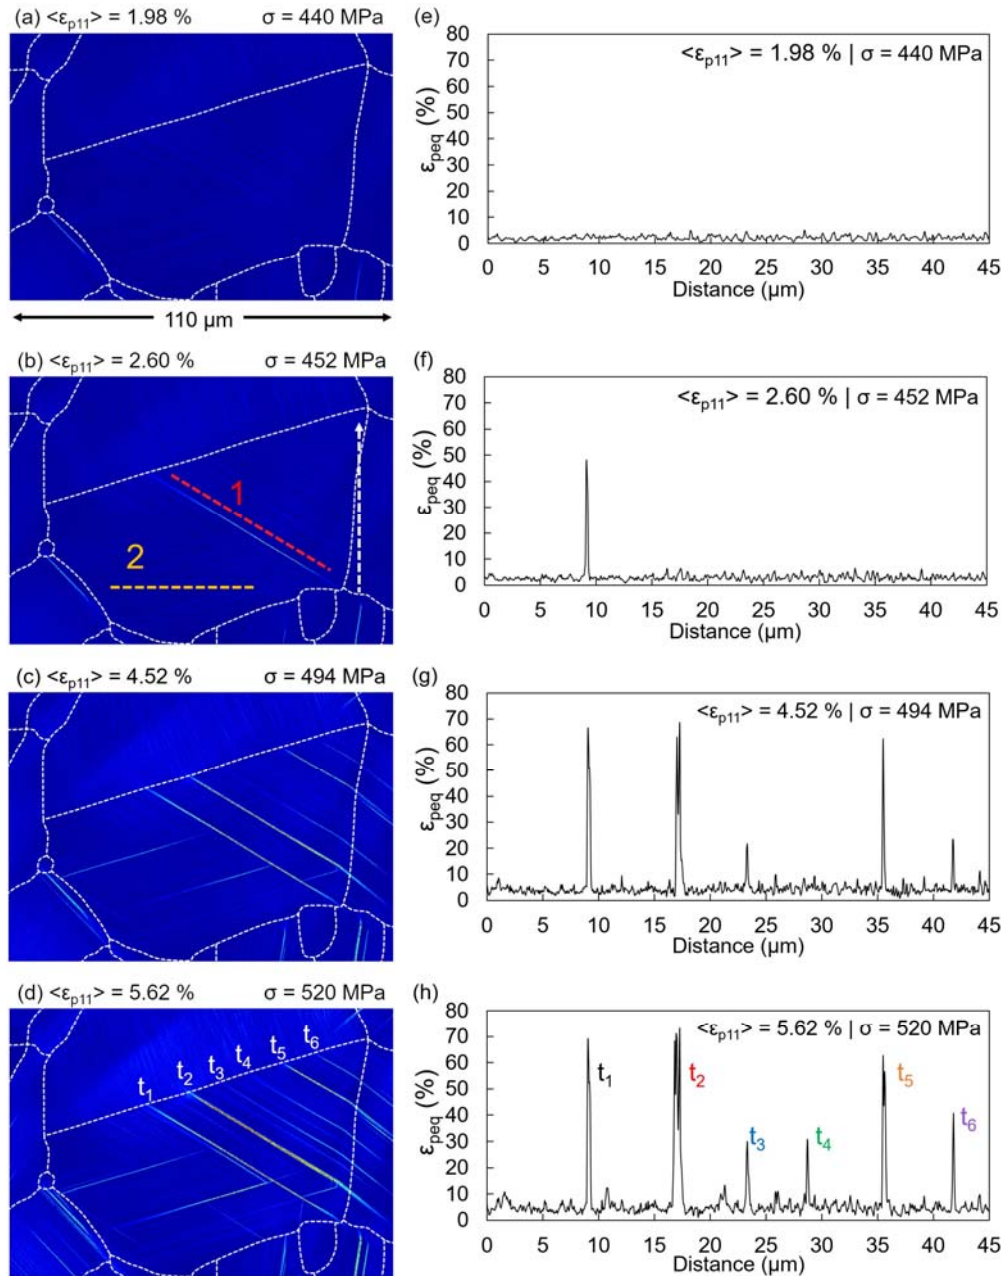 (a) <εp11> = 1.98 % σ = 440 MPa
110 µm
(e)
80
70
60
50
40
30
20
10
0
εpeq (%)
<εp11> = 1.98 % | σ = 440 MPa
0 5 10 15 20 25 30 35 40 45
Distance (µm)
(b) <εp11> = 2.60 % σ = 452 MPa
1
2
(f)
80
70
60
50
40
30
20
10
0
εpeq (%)
<εp11> = 2.60 % | σ = 452 MPa
0 5 10 15 20 25 30 35 40 45
Distance (µm)
(c) <εp11> = 4.52 % σ = 494 MPa
(g)
80
70
60
50
40
30
20
10
0
εpeq (%)
<εp11> = 4.52 % | σ = 494 MPa
0 5 10 15 20 25 30 35 40 45
Distance (µm)
(d) <εp11> = 5.62 % σ = 520 MPa
t1 t2 t3 t4 t5 t6
(h)
80
70
60
50
40
30
20
10
0
εpeq (%)
<εp11> = 5.62 % | σ = 520 MPa
t1 t2 t3 t4 t5 t6
0 5 10 15 20 25 30 35 40 45
Distance (µm)